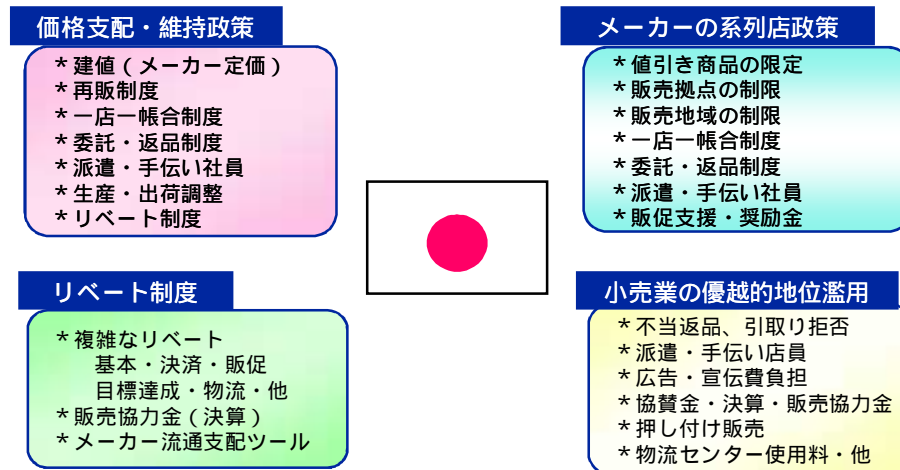 価格支配・維持政策
*建値(メーカー定価)
*再販制度
*一店一帳合制度
*委託・返品制度
*派遣・手伝い社員
*生産・出荷調整
*リベート制度
メーカーの系列店政策
*値引き商品の限定
*販売拠点の制限
*販売地域の制限
*一店一帳合制度
*委託・返品制度
*派遣・手伝い社員
*販促支援・奨励金
リベート制度
*複雑なリベート
基本・決済・販促
目標達成・物流・他
*販売協力金(決算)
*メーカー流通支配ツール
小売業の優越的地位濫用
*不当返品、引取り拒否
*派遣・手伝い店員
*広告・宣伝費負担
*協賛金・決算・販売協力金
*押し付け販売
*物流センター使用料・他